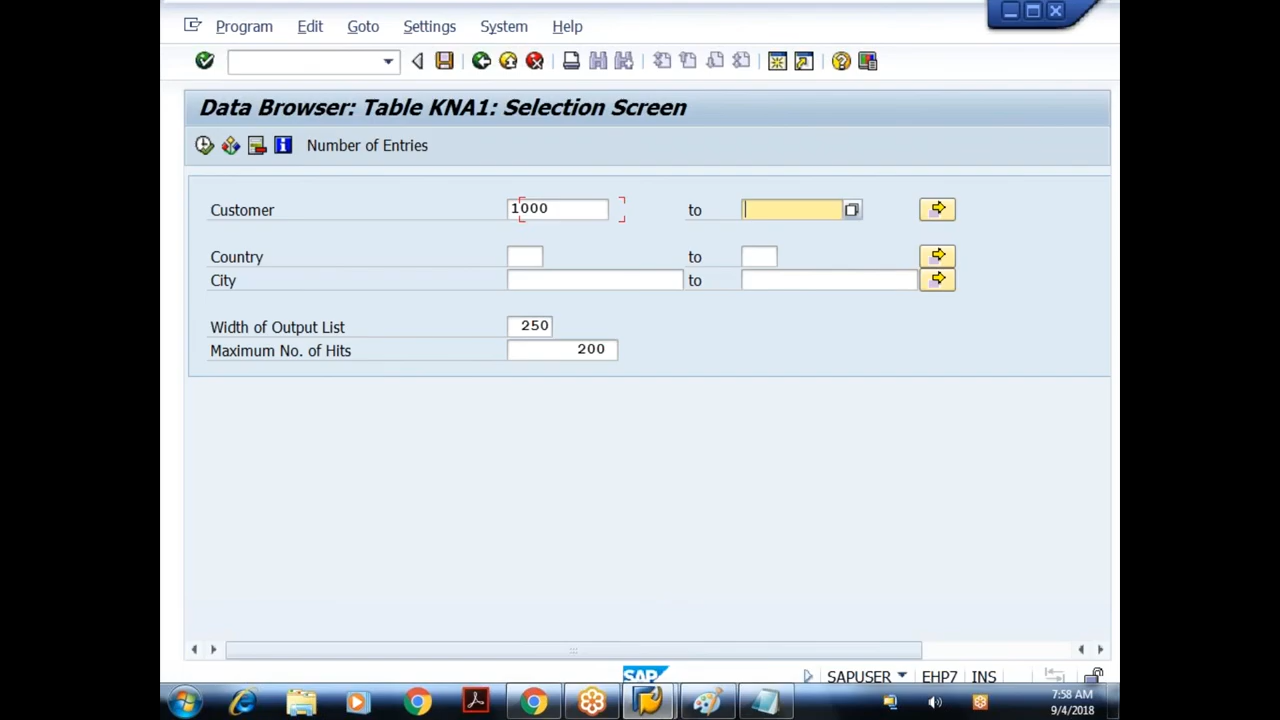 Program Edit Goto Settings System Help
Data Browser: Table KNA1: Selection Screen
Number of Entries
Customer 1000 to
Country to
City to
Width of Output List 250
Maximum No. of Hits 200
SAP
SAPUSER EHP7 INS
7:58 AM
9/4/2018